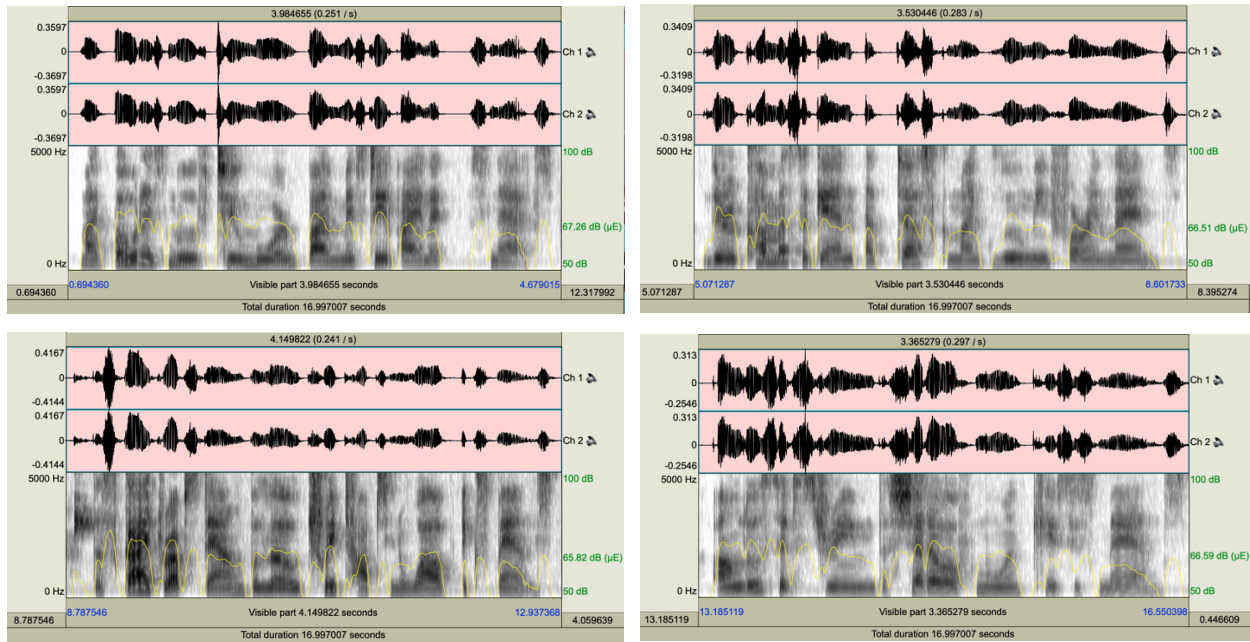 3.984655 (0.251 / s)
0.3597
0
-0.3697
Ch 1
0.3597
0
-0.3697
Ch 2
5000 Hz
100 dB
67.26 dB (µE)
0 Hz
50 dB
0.694360
Visible part 3.984655 seconds
4.679015
0.694360
12.317992
Total duration 16.997007 seconds
3.530446 (0.283 / s)
0.3409
0
-0.3198
Ch 1
0.3409
0
-0.3198
Ch 2
5000 Hz
100 dB
66.51 dB (µE)
0 Hz
50 dB
5.071287
Visible part 3.530446 seconds
8.601733
5.071287
8.395274
Total duration 16.997007 seconds
4.149822 (0.241 / s)
0.4167
0
-0.4144
Ch 1
0.4167
0
-0.4144
Ch 2
5000 Hz
100 dB
65.82 dB (µE)
0 Hz
50 dB
8.787546
Visible part 4.149822 seconds
12.937368
8.787546
4.059639
Total duration 16.997007 seconds
3.365279 (0.297 / s)
0.313
0
-0.2546
Ch 1
0.313
0
-0.2546
Ch 2
5000 Hz
100 dB
66.59 dB (µE)
0 Hz
50 dB
13.185119
Visible part 3.365279 seconds
16.550398
13.185119
0.446609
Total duration 16.997007 seconds